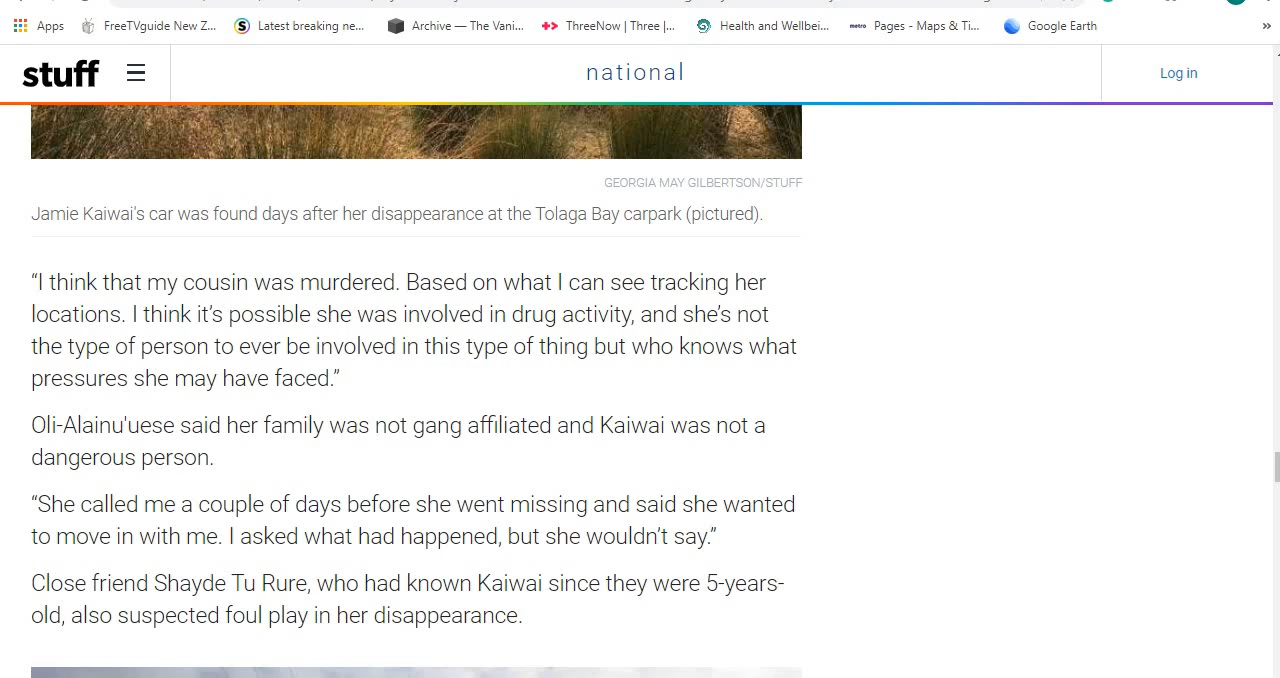 Apps FreeTVguide New Z... Latest breaking ne... Archive — The Vani... ThreeNow | Three |... Health and Wellbei... metro Pages - Maps & Ti... Google Earth »
stuff national Log in
GEORGIA MAY GILBERTSON/STUFF
Jamie Kaiwai's car was found days after her disappearance at the Tolaga Bay carpark (pictured).
“I think that my cousin was murdered. Based on what I can see tracking her
locations. I think it’s possible she was involved in drug activity, and she’s not
the type of person to ever be involved in this type of thing but who knows what
pressures she may have faced.”
Oli-Alainu'uese said her family was not gang affiliated and Kaiwai was not a
dangerous person.
“She called me a couple of days before she went missing and said she wanted
to move in with me. I asked what had happened, but she wouldn’t say.”
Close friend Shayde Tu Rure, who had known Kaiwai since they were 5-years-
old, also suspected foul play in her disappearance.